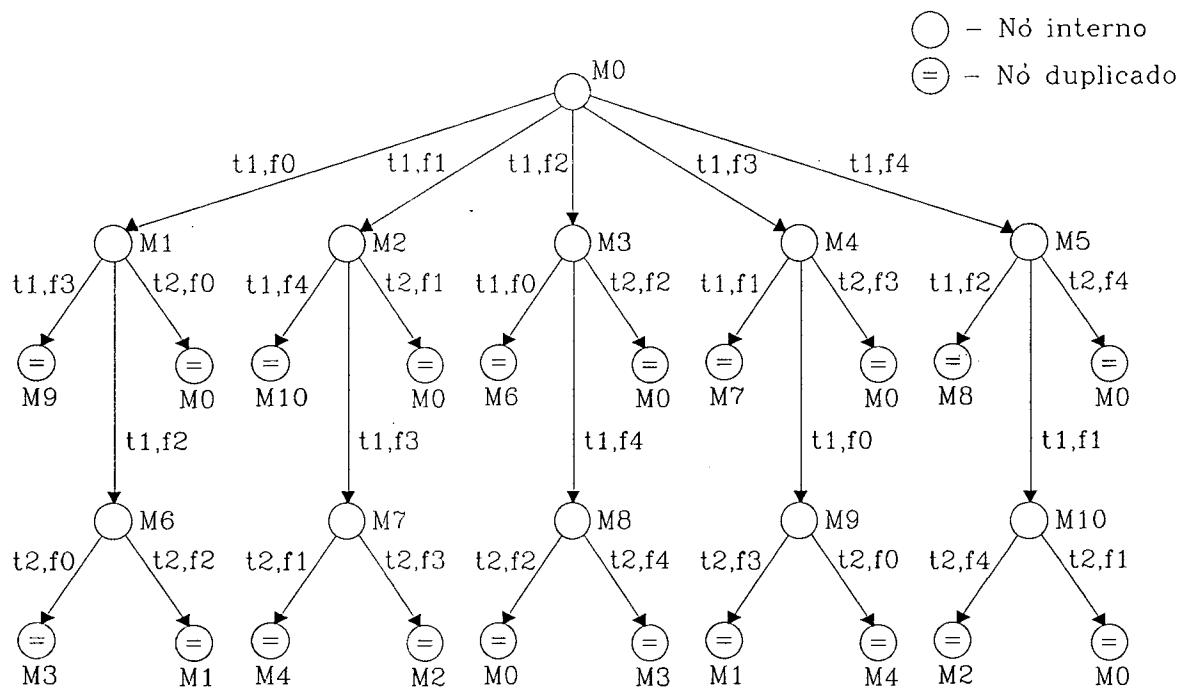 – Nó interno
M0
= – Nó duplicado
t1,f0 t1,f1 t1,f2 t1,f3 t1,f4
M1 M2 M3 M4 M5
t1,f3 t2,f0 t1,f4 t2,f1 t1,f0 t2,f2 t1,f1 t2,f3 t1,f2 t2,f4
= = = = = = = = = =
M9 M0 M10 M0 M6 M0 M7 M0 M8 M0
t1,f2 t1,f3 t1,f4 t1,f0 t1,f1
M6 M7 M8 M9 M10
t2,f0 t2,f2 t2,f1 t2,f3 t2,f2 t2,f4 t2,f3 t2,f0 t2,f4 t2,f1
= = = = = = = = = =
M3 M1 M4 M2 M0 M3 M1 M4 M2 M0